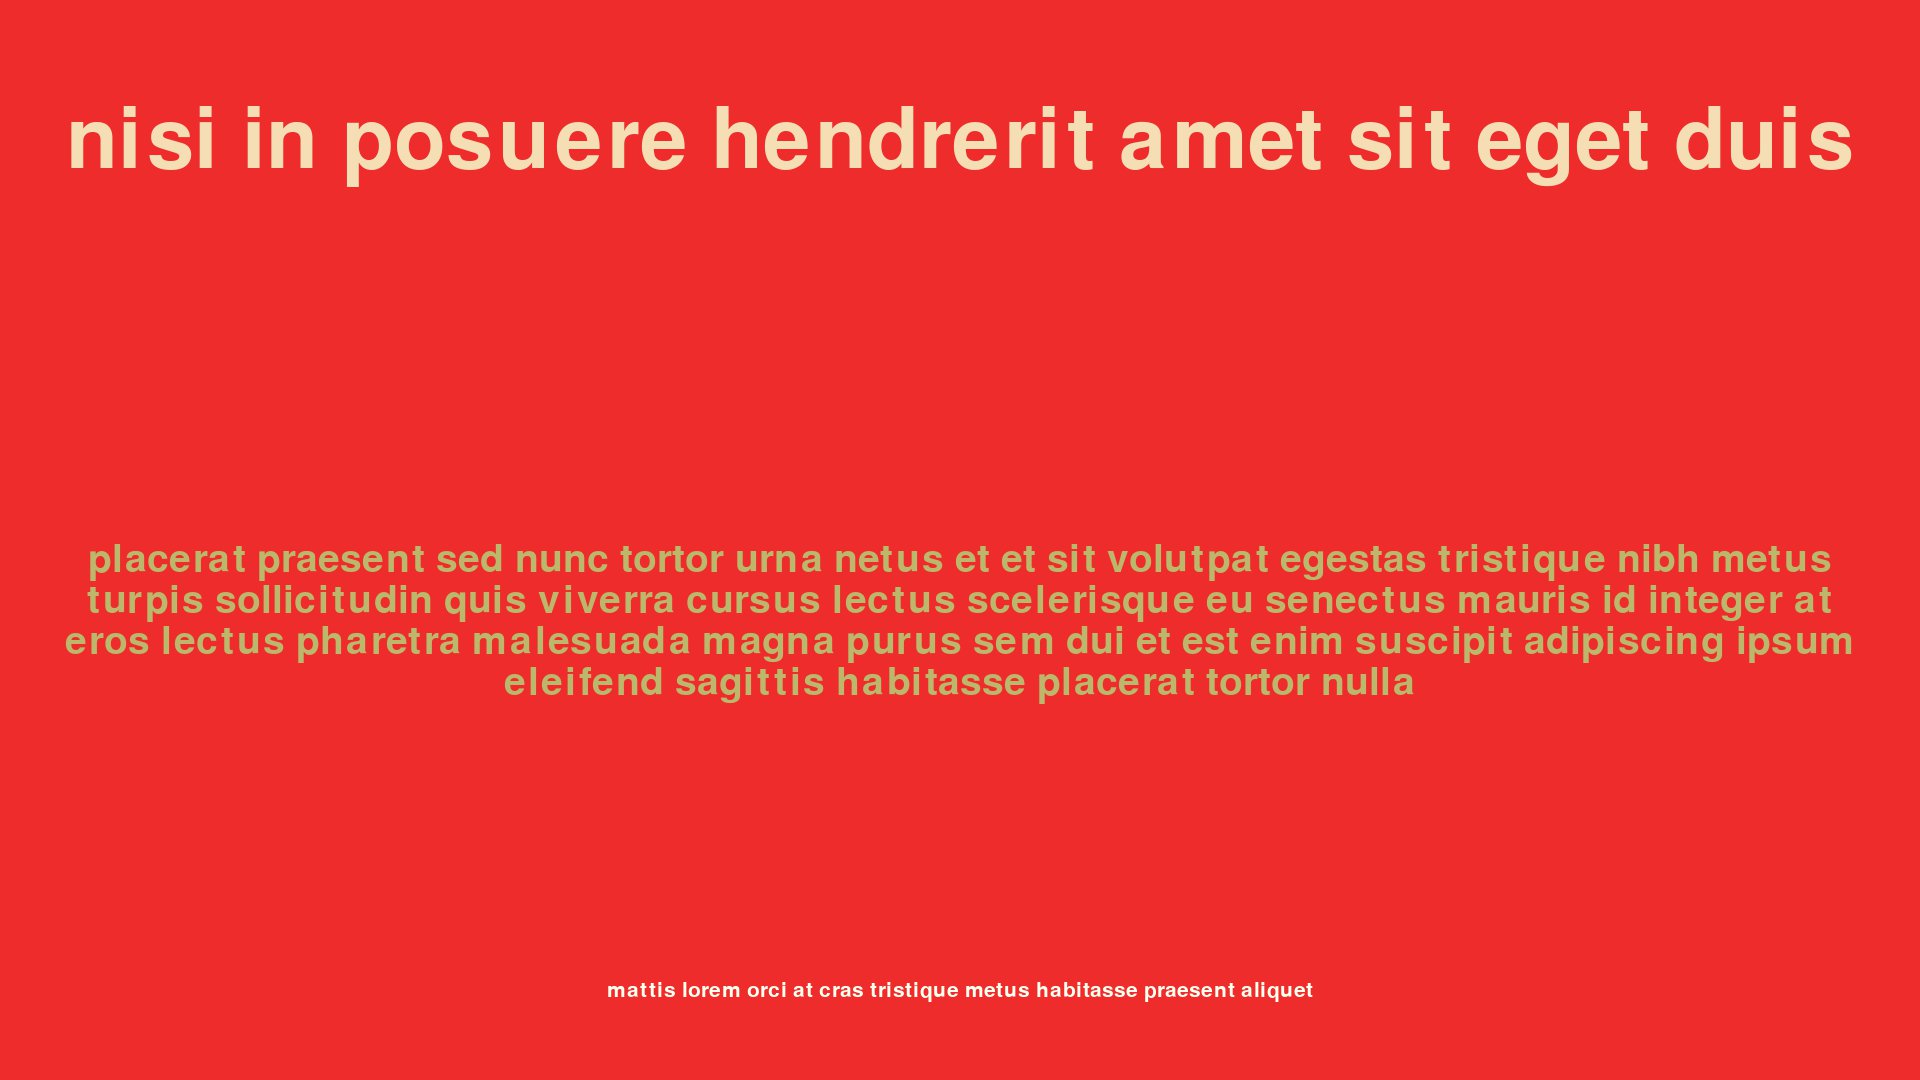 nisi in posuere hendrerit amet sit eget duis
placerat praesent sed nunc tortor urna netus et et sit volutpat egestas tristique nibh metus
turpis sollicitudin quis viverra cursus lectus scelerisque eu senectus mauris id integer at
eros lectus pharetra malesuada magna purus sem dui et est enim suscipit adipiscing ipsum
eleifend sagittis habitasse placerat tortor nulla
mattis lorem orci at cras tristique metus habitasse praesent aliquet